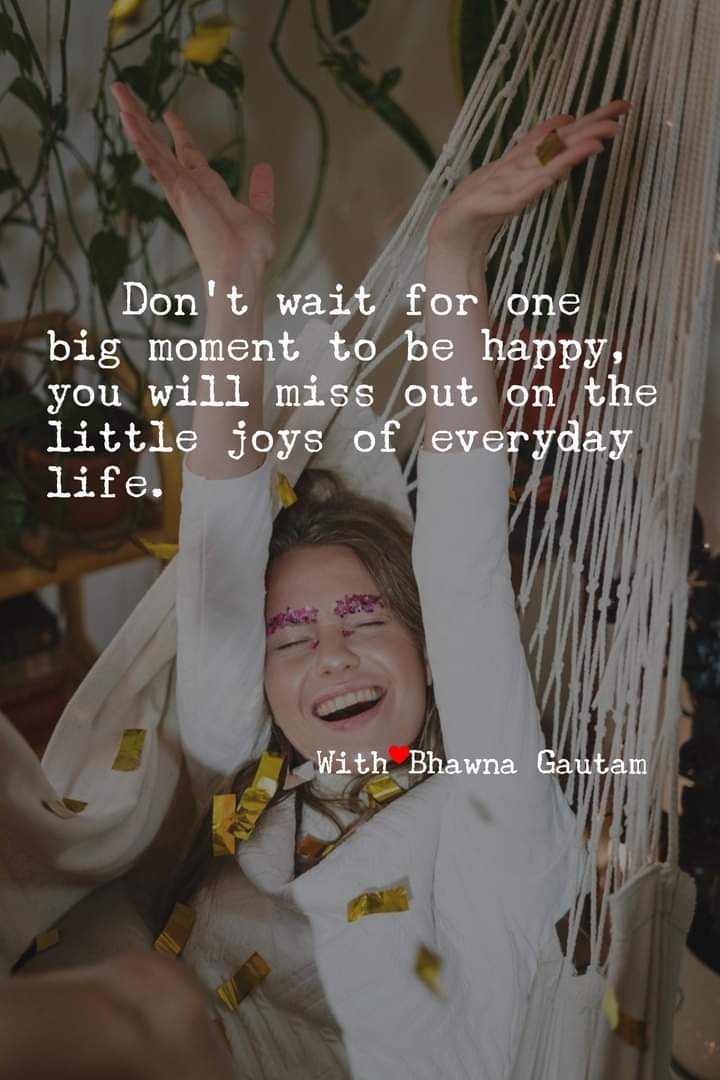 Don't wait for one
big moment to be happy,
you will miss out on the
little joys of everyday
life.
With❤Bhawna Gautam